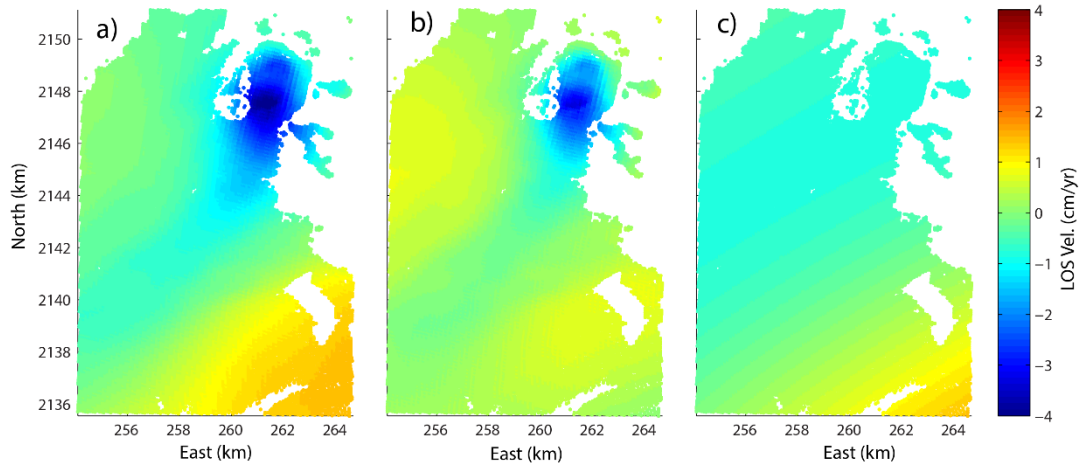 a)
b)
c)
2150
2148
2146
2144
2142
2140
2138
2136
North (km)
256 258 260 262 264
256 258 260 262 264
256 258 260 262 264
East (km)
East (km)
East (km)
4
3
2
1
0
−1
−2
−3
−4
LOS Vel. (cm/yr)